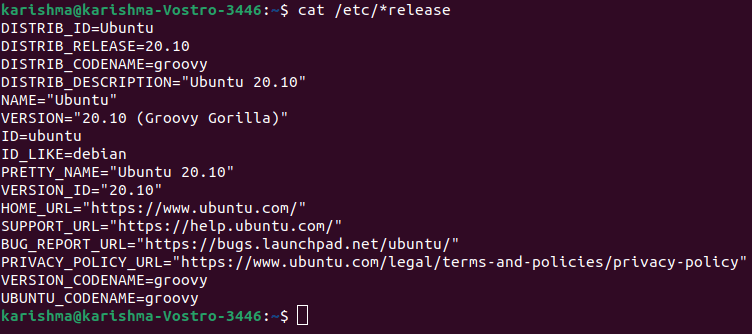 karishma@karishma-Vostro-3446:~$ cat /etc/*release
DISTRIB_ID=Ubuntu
DISTRIB_RELEASE=20.10
DISTRIB_CODENAME=groovy
DISTRIB_DESCRIPTION="Ubuntu 20.10"
NAME="Ubuntu"
VERSION="20.10 (Groovy Gorilla)"
ID=ubuntu
ID_LIKE=debian
PRETTY_NAME="Ubuntu 20.10"
VERSION_ID="20.10"
HOME_URL="https://www.ubuntu.com/"
SUPPORT_URL="https://help.ubuntu.com/"
BUG_REPORT_URL="https://bugs.launchpad.net/ubuntu/"
PRIVACY_POLICY_URL="https://www.ubuntu.com/legal/terms-and-policies/privacy-policy"
VERSION_CODENAME=groovy
UBUNTU_CODENAME=groovy
karishma@karishma-Vostro-3446:~$